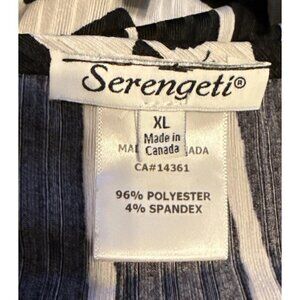 Serengeti®
XL
Made in
Canada
CA#14361
96% POLYESTER
4% SPANDEX